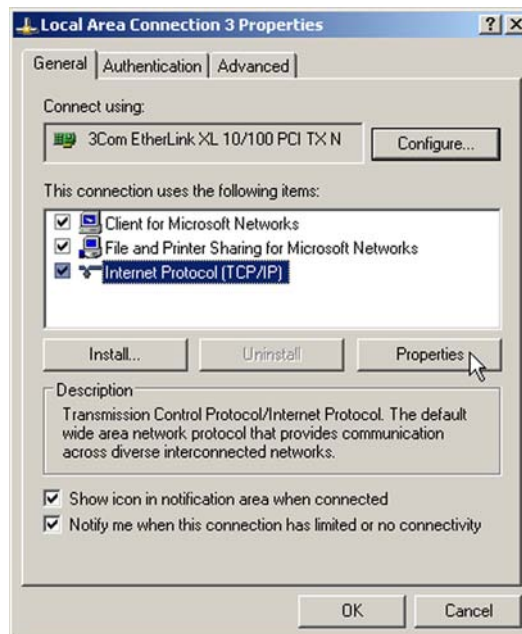 Local Area Connection 3 Properties
General
Authentication
Advanced
Connect using:
3Com EtherLink XL 10/100 PCI TX N
Configure...
This connection uses the following items:
Client for Microsoft Networks
File and Printer Sharing for Microsoft Networks
Internet Protocol (TCP/IP)
Install...
Uninstall
Properties
Description
Transmission Control Protocol/Internet Protocol. The default
wide area network protocol that provides communication
across diverse interconnected networks.
Show icon in notification area when connected
Notify me when this connection has limited or no connectivity
OK
Cancel